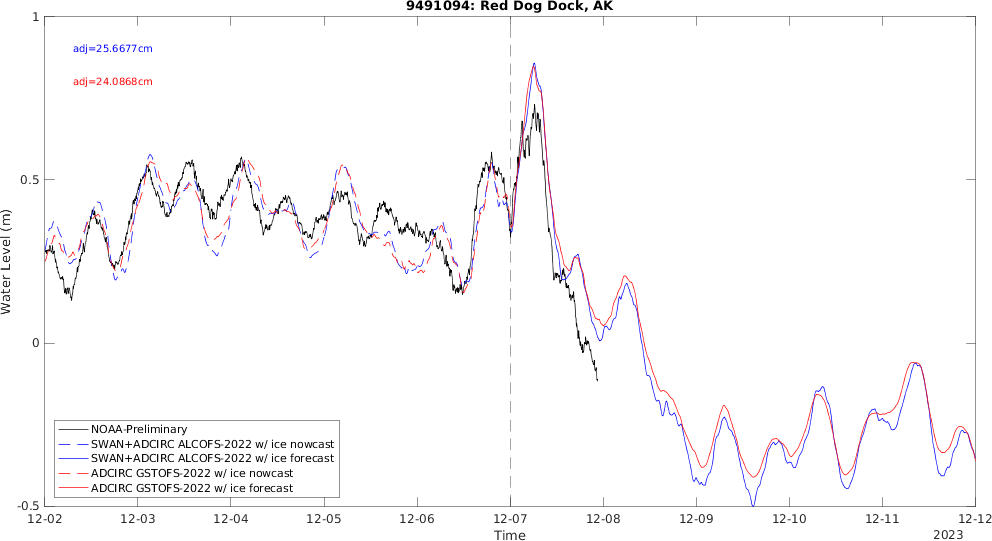 9491094: Red Dog Dock, AK
adj=25.6677cm
adj=24.0868cm
Water Level (m)
1
0.5
0
-0.5
NOAA-Preliminary
SWAN+ADCIRC ALCOFS-2022 w/ ice nowcast
SWAN+ADCIRC ALCOFS-2022 w/ ice forecast
ADCIRC GSTOFS-2022 w/ ice nowcast
ADCIRC GSTOFS-2022 w/ ice forecast
12-02 12-03 12-04 12-05 12-06 12-07 12-08 12-09 12-10 12-11 12-12
Time
2023